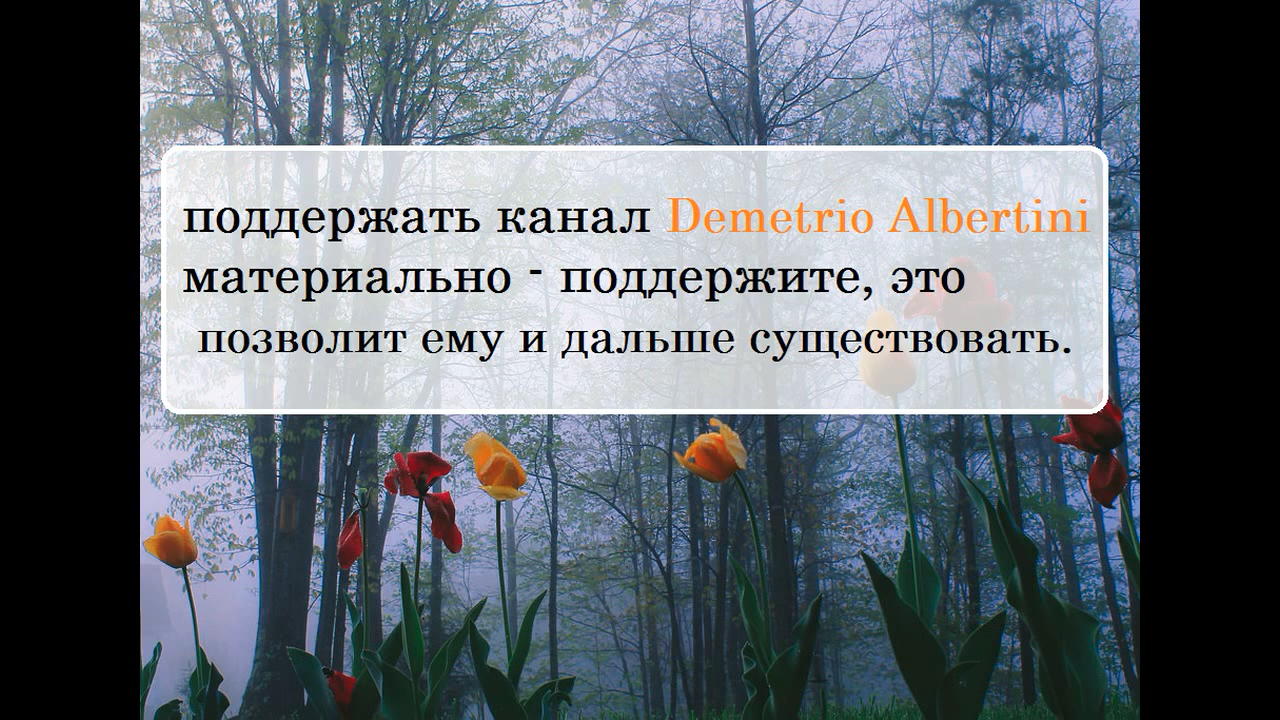 поддержать канал Demetrio Albertini
материально - поддержите, это
позволит ему и дальше существовать.